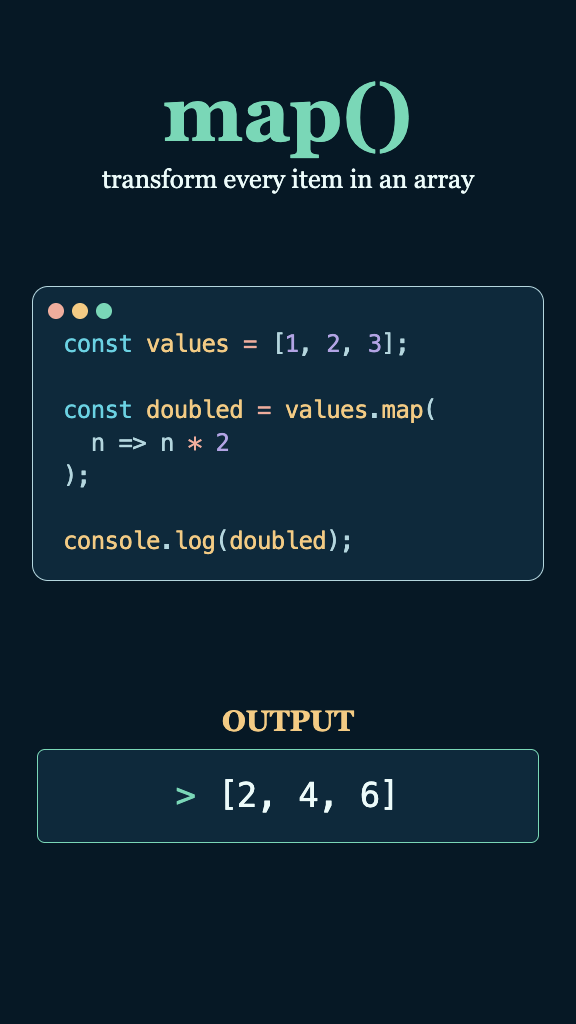 map()
transform every item in an array
const values = [1, 2, 3];
const doubled = values.map(
  n => n * 2
);
console.log(doubled);
OUTPUT
> [2, 4, 6]